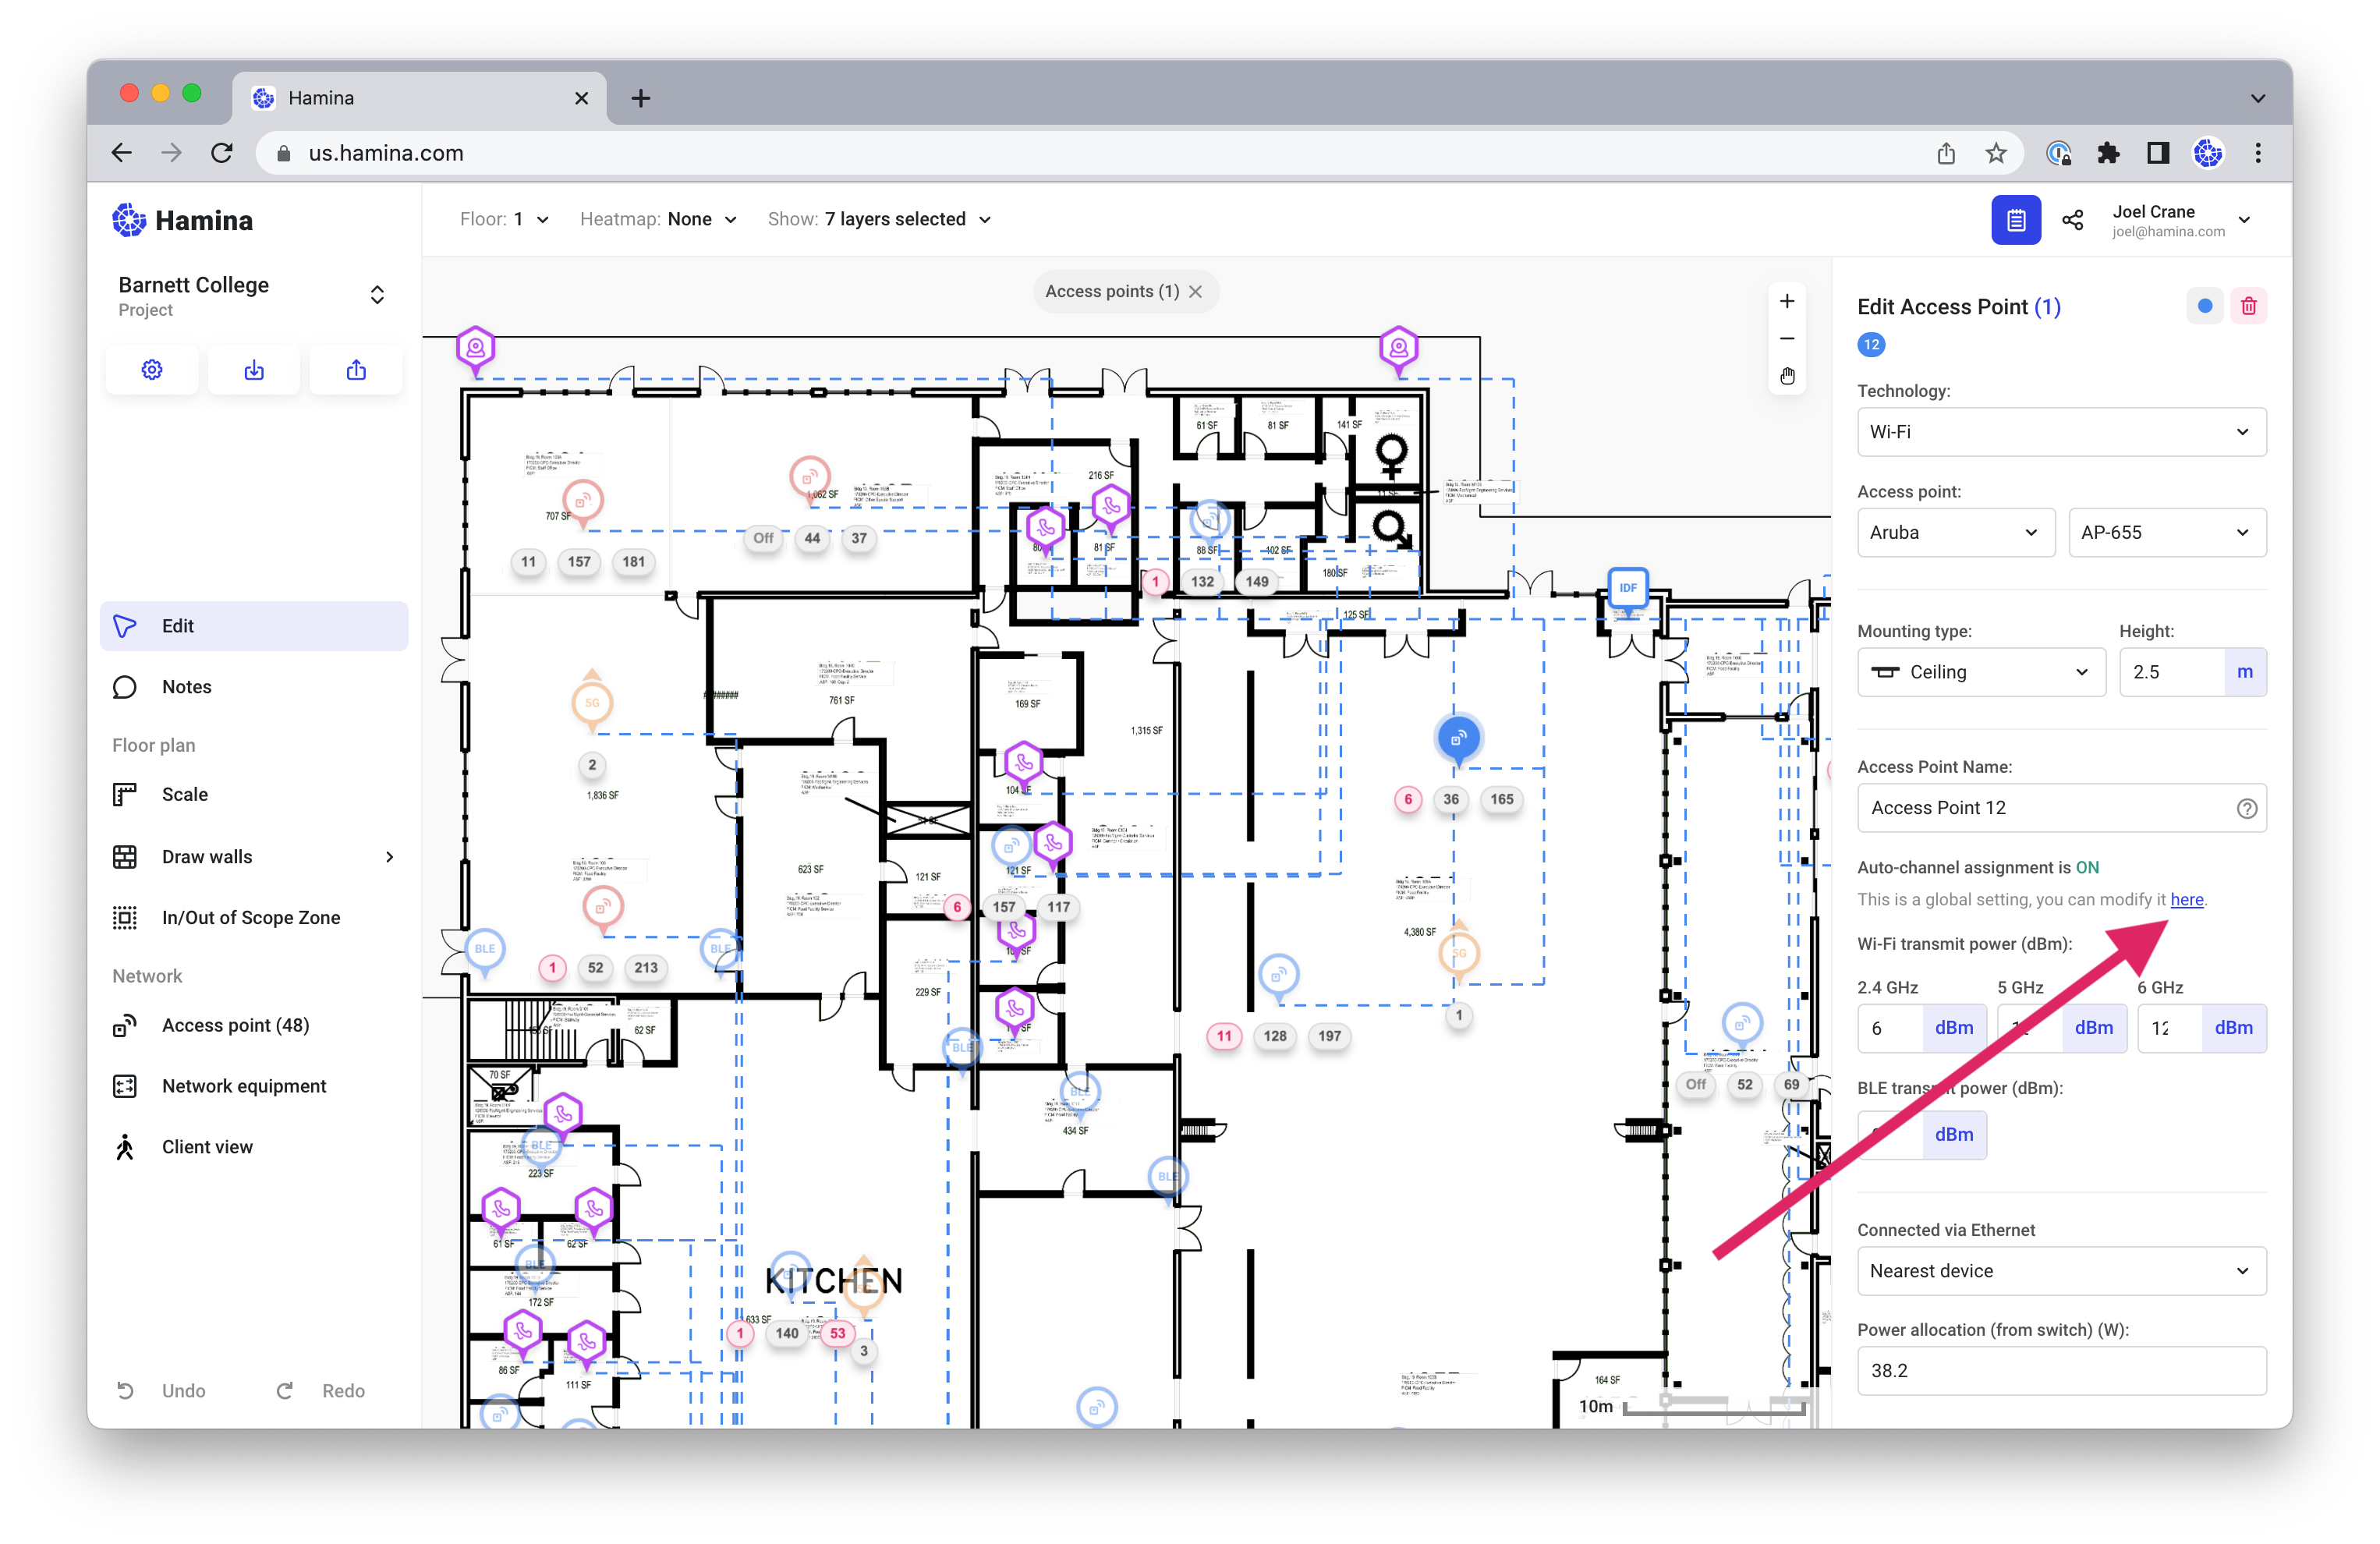 Hamina
us.hamina.com
Hamina
Floor: 1
Heatmap: None
Show: 7 layers selected
Joel Crane
joel@hamina.com
Barnett College
Project
Edit
Notes
Floor plan
Scale
Draw walls
In/Out of Scope Zone
Network
Access point (48)
Network equipment
Client view
Undo
Redo
Access points (1)
61 SF
81 SF
141 SF
216 SF
1,062 SF
707 SF
Off 44 37
11 157 181
81 SF
88 SF
102 SF
180 SF
1 132 149
125 SF
IDF
5G
761 SF
169 SF
1,315 SF
2
1,836 SF
6 36 165
623 SF
121 SF
121 SF
6 157 117
4,380 SF
5G
BLE
BLE
1 52 213
229 SF
1
62 SF
11 128 197
BLE
70 SF
Off 52 69
BLE
434 SF
BLE
223 SF
BLE
61 SF
62 SF
BLE
172 SF
KITCHEN
633 SF
1 140 53
3
86 SF
111 SF
164 SF
10m
Edit Access Point (1)
12
Technology:
Wi-Fi
Access point:
Aruba
AP-655
Mounting type:
Height:
Ceiling
2.5 m
Access Point Name:
Access Point 12
Auto-channel assignment is ON
This is a global setting, you can modify it here.
Wi-Fi transmit power (dBm):
2.4 GHz
5 GHz
6 GHz
6 dBm
dBm
12 dBm
BLE transmit power (dBm):
dBm
Connected via Ethernet
Nearest device
Power allocation (from switch) (W):
38.2